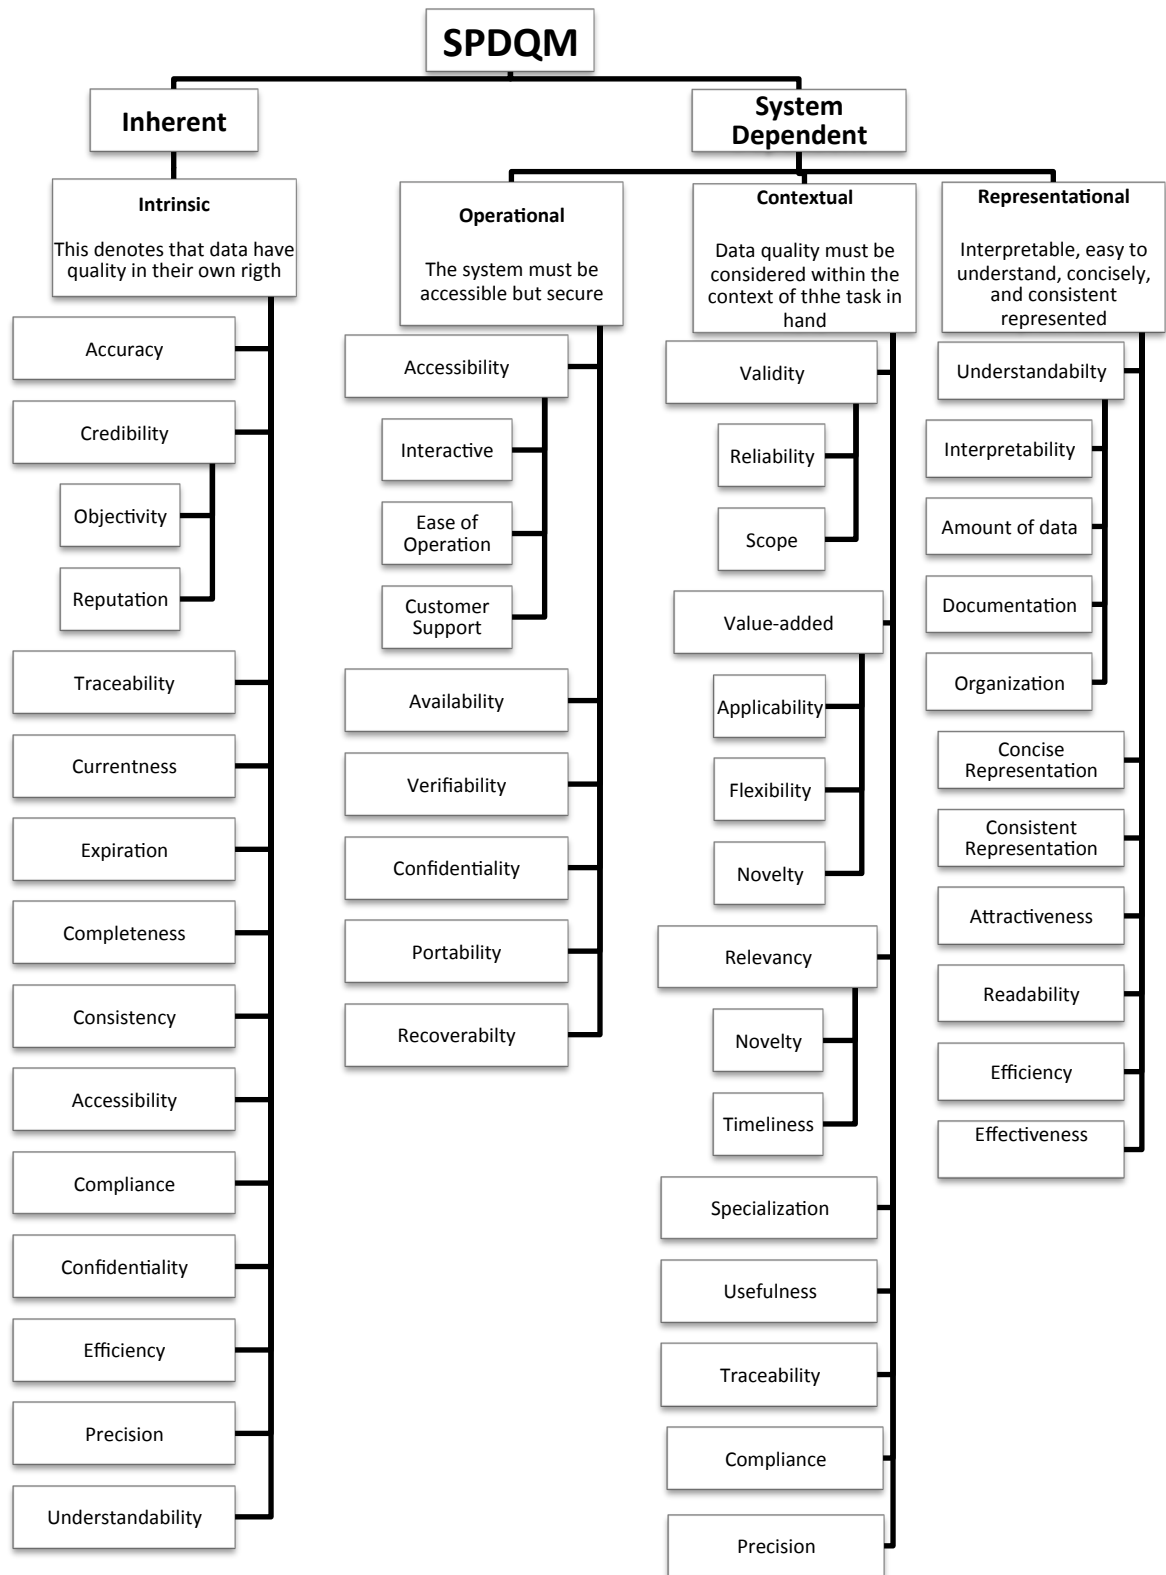 SPDQM
Inherent
System
Dependent
Intrinsic
This denotes that data have
quality in their own rigth
Accuracy
Credibility
Objectivity
Reputation
Traceability
Currentness
Expiration
Completeness
Consistency
Accessibility
Compliance
Confidentiality
Efficiency
Precision
Understandability
Operational
The system must be
accessible but secure
Accessibility
Interactive
Ease of
Operation
Customer
Support
Availability
Verifiability
Confidentiality
Portability
Recoverabilty
Contextual
Data quality must be
considered within the
context of thhe task in
hand
Validity
Reliability
Scope
Value-added
Applicability
Flexibility
Novelty
Relevancy
Novelty
Timeliness
Specialization
Usefulness
Traceability
Compliance
Precision
Representational
Interpretable, easy to
understand, concisely,
and consistent
represented
Understandabilty
Interpretability
Amount of data
Documentation
Organization
Concise
Representation
Consistent
Representation
Attractiveness
Readability
Efficiency
Effectiveness